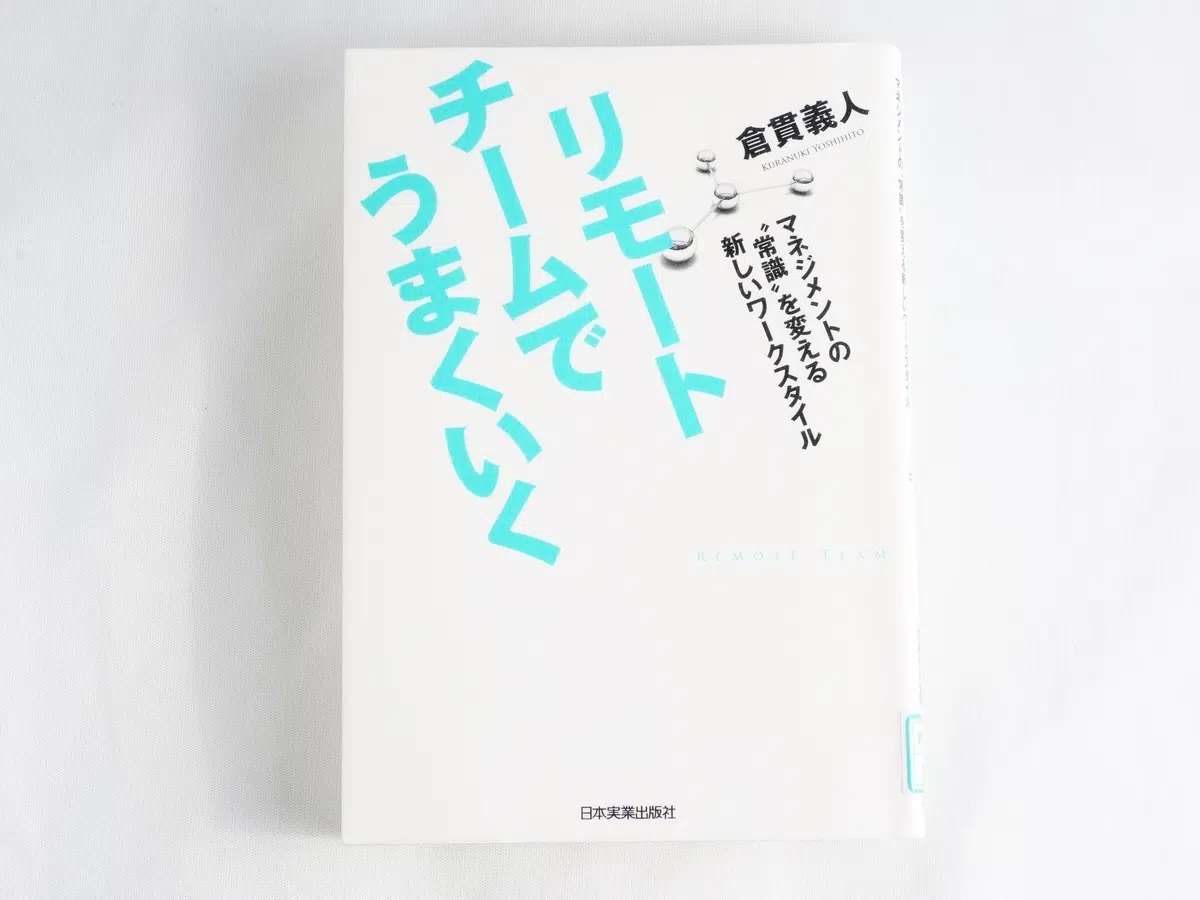 倉貫義人
KURANUKI YOSHIHITO
リモート
チームで
うまくいく
マネジメントの
〝常識〟を変える
新しいワークスタイル
REMOTE TEAM
日本実業出版社